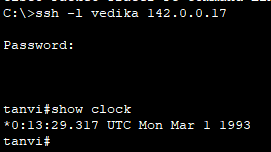 C:\>ssh -l vedika 142.0.0.17
Password:
tanvi#show clock
*0:13:29.317 UTC Mon Mar 1 1993
tanvi#